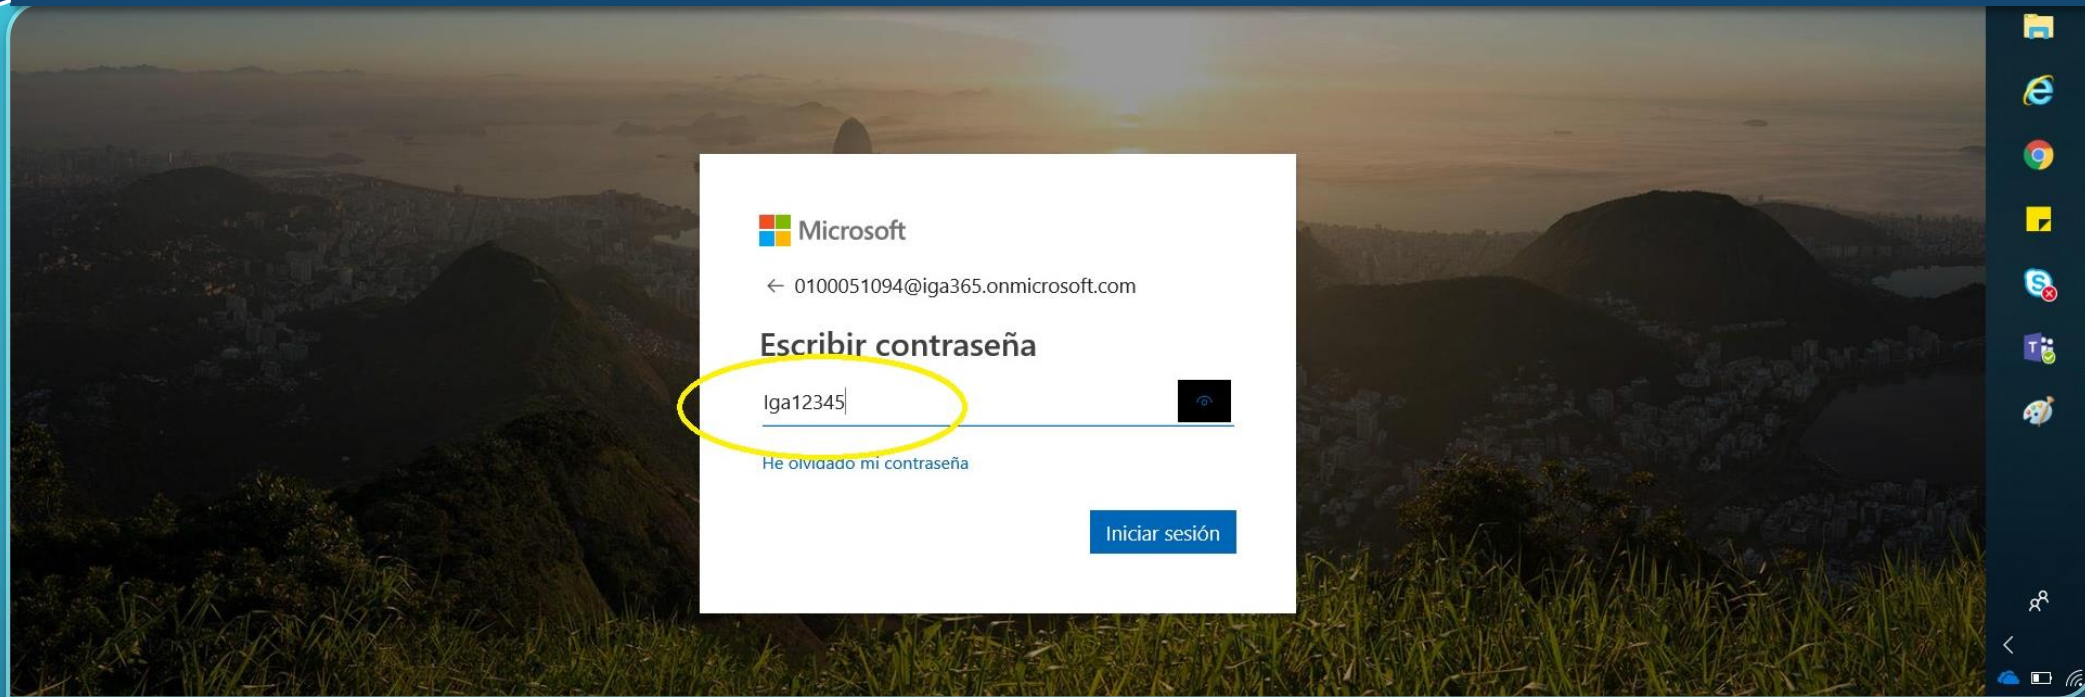 Microsoft
← 0100051094@iga365.onmicrosoft.com
Escribir contraseña
Iga12345
He olvidado mi contraseña
Iniciar sesión